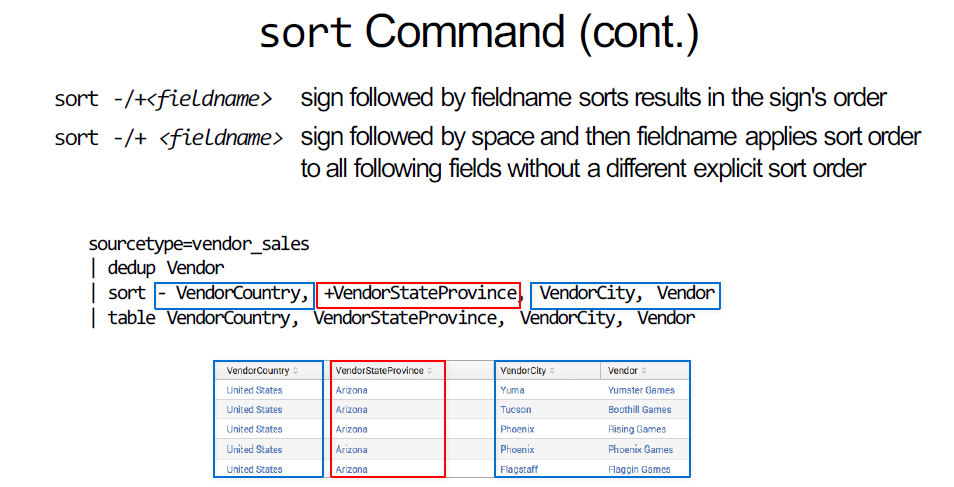 sort Command (cont.)
sort -/+<fieldname> sign followed by fieldname sorts results in the sign's order
sort -/+ <fieldname> sign followed by space and then fieldname applies sort order
to all following fields without a different explicit sort order
sourcetype=vendor_sales
| dedup Vendor
| sort - VendorCountry, +VendorStateProvince, VendorCity, Vendor
| table VendorCountry, VendorStateProvince, VendorCity, Vendor
VendorCountry VendorStateProvince VendorCity Vendor
United States Arizona Yuma Yumster Games
United States Arizona Tucson Boothill Games
United States Arizona Phoenix Rising Games
United States Arizona Phoenix Phoenix Games
United States Arizona Flagstaff Flaggin Games